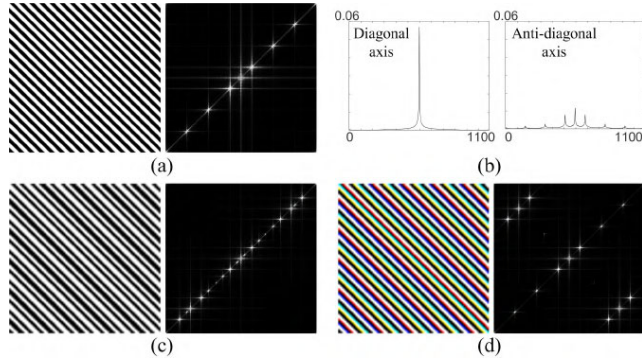 0.06
Diagonal
axis
0
1100
0.06
Anti-diagonal
axis
0
1100
(a)
(b)
(c)
(d)